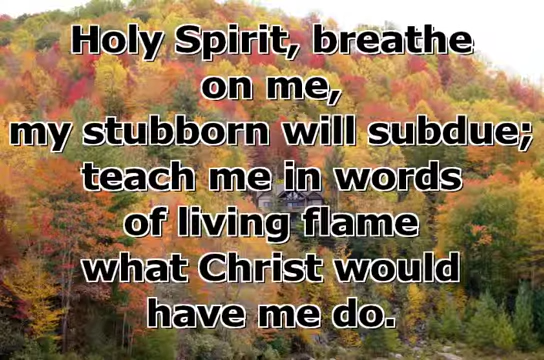 Holy Spirit, breathe
on me,
my stubborn will subdue;
teach me in words
of living flame
what Christ would
have me do.